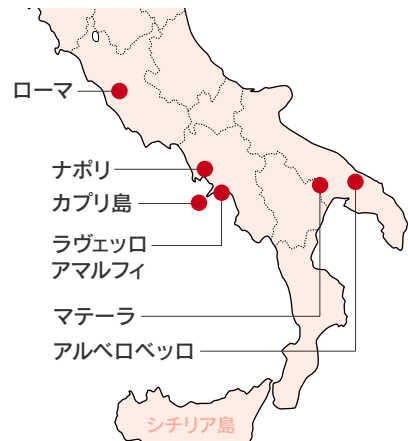 ローマ
ナポリ
カプリ島
ラヴェッロ
アマルフィ
マテーラ
アルベロベッロ
シチリア島